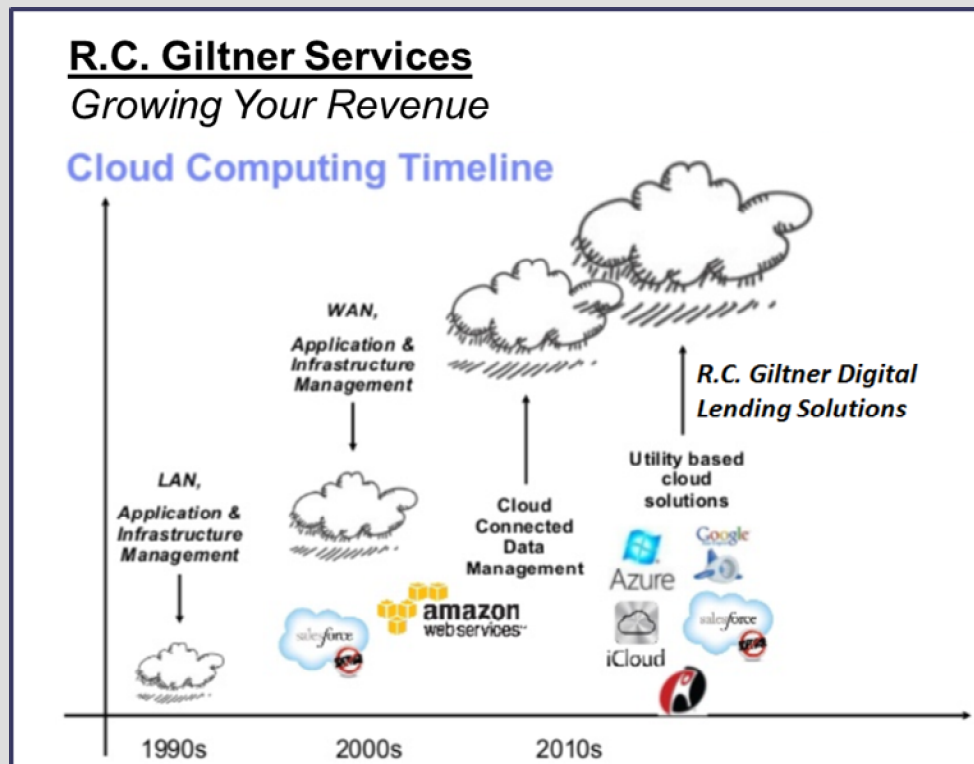 R.C. Giltner Services
Growing Your Revenue
Cloud Computing Timeline
LAN,
Application &
Infrastructure
Management
WAN,
Application &
Infrastructure
Management
Cloud
Connected
Data
Management
R.C. Giltner Digital
Lending Solutions
Utility based
cloud
solutions
salesforce
amazon
webservices™
Azure
Google
iCloud
salesforce
1990s
2000s
2010s